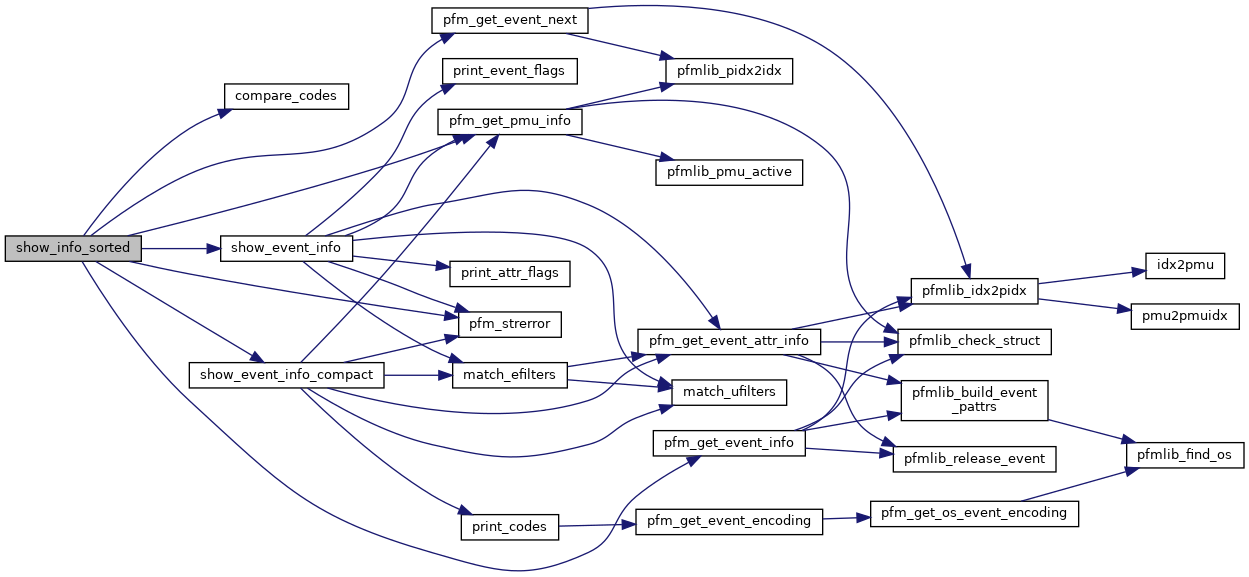 pfm_get_event_next
print_event_flags
pfmlib_pidx2idx
compare_codes
pfm_get_pmu_info
pfmlib_pmu_active
show_info_sorted
show_event_info
print_attr_flags
idx2pmu
pfmlib_idx2pidx
pmu2pmuidx
pfm_strerror
pfm_get_event_attr_info
pfmlib_check_struct
show_event_info_compact
match_efilters
match_ufilters
pfmlib_build_event
_pattrs
pfm_get_event_info
pfmlib_release_event
pfmlib_find_os
print_codes
pfm_get_event_encoding
pfm_get_os_event_encoding